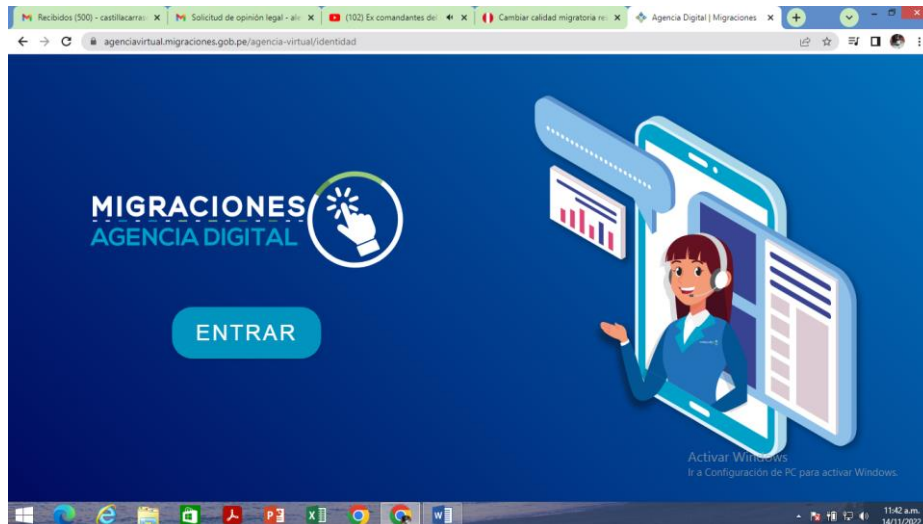 Recibidos (500) - castillacarras
Solicitud de opinión legal - ale
(102) Ex comandantes del
Cambiar calidad migratoria res
Agencia Digital | Migraciones
agenciavirtual.migraciones.gob.pe/agencia-virtual/identidad
MIGRACIONES
AGENCIA DIGITAL
ENTRAR
Activar Windows
Ir a Configuración de PC para activar Windows.
11:42 a.m.